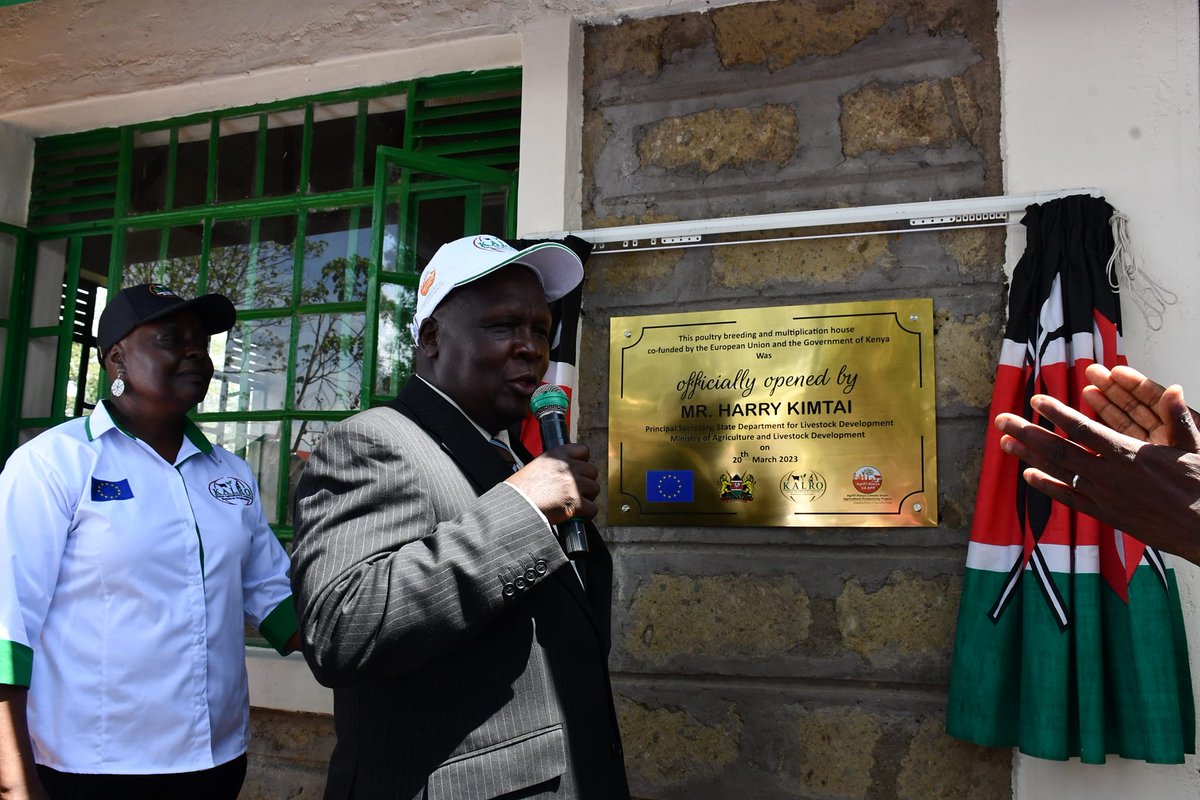 This poultry breeding and multiplication house
co-funded by the European Union and the Government of Kenya
Was
officially opened by
MR. HARRY KIMTAI
Principal Secretary, State Department for Livestock Development
Ministry of Agriculture and Livestock Development
on
20th March 2023
KALRO
KALRO
KALRO